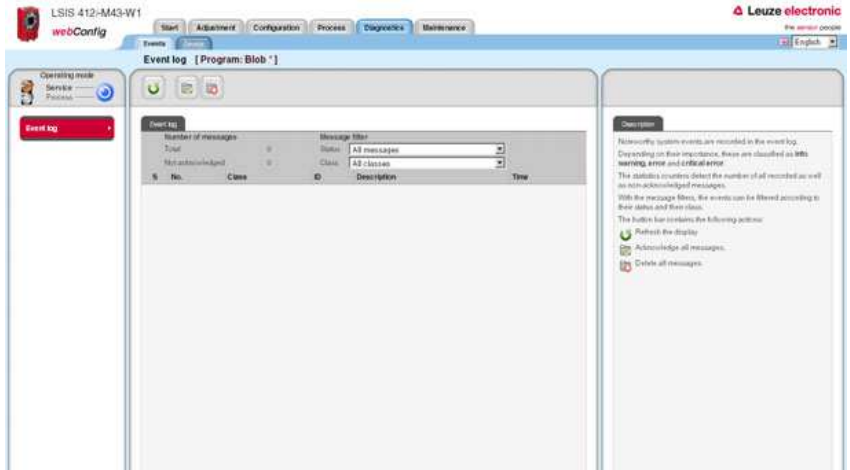 LSIS 412i-M43-W1
webConfig
Start Adjustment Configuration Process Diagnostics Maintenance
Leuze electronic
the sensor people
Events Device
English
Event log [Program: Blob *]
Operating mode
Service
Process
Event log
Event log
Number of messages Message filter
Total 0 Status All messages
Not acknowledged 0 Class All classes
S No. Class ID Description Time
Description
Noteworthy system events are recorded in the event log.
Depending on their importance, these are classified as info,
warning, error and critical error.
The statistics counters detect the number of all recorded as well
as non-acknowledged messages.
With the message filters, the events can be filtered according to
their status and their class.
The button bar contains the following actions:
Refresh the display.
Acknowledge all messages.
Delete all messages.